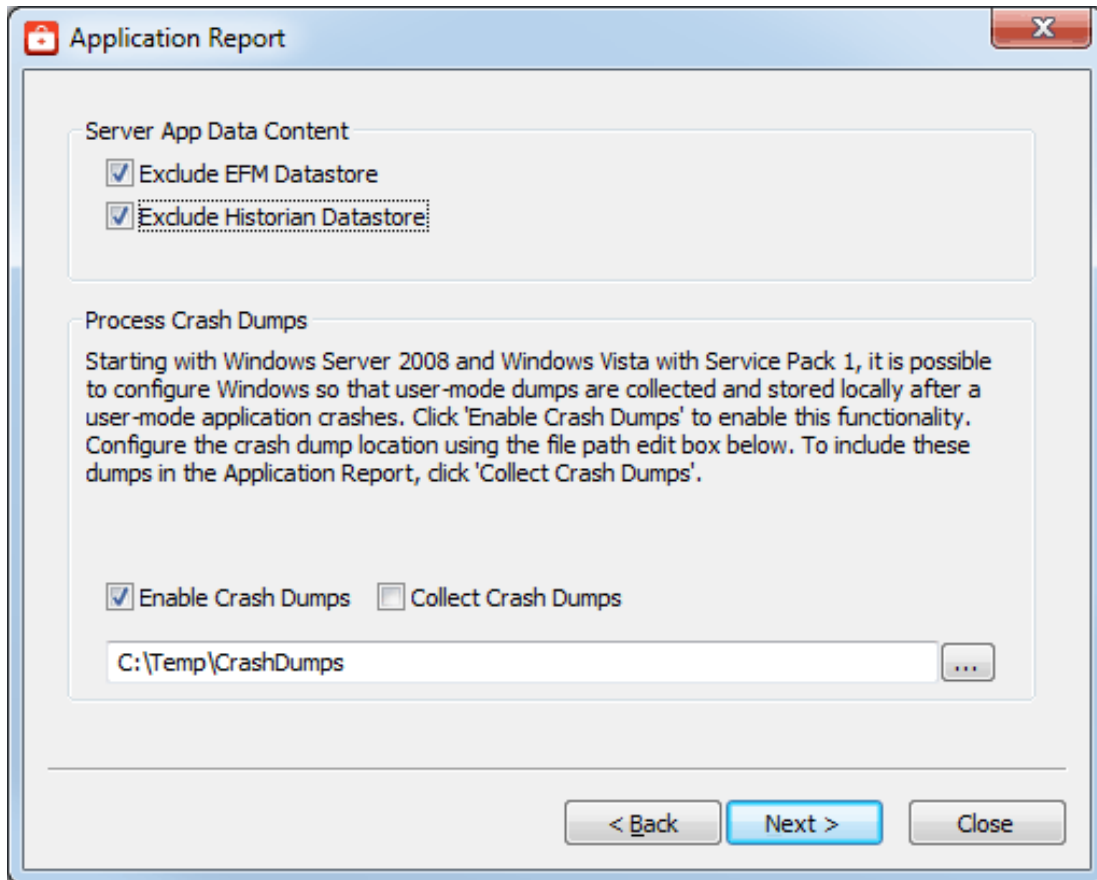 Application Report
Server App Data Content
Exclude EFM Datastore
Exclude Historian Datastore
Process Crash Dumps
Starting with Windows Server 2008 and Windows Vista with Service Pack 1, it is possible
to configure Windows so that user-mode dumps are collected and stored locally after a
user-mode application crashes. Click 'Enable Crash Dumps' to enable this functionality.
Configure the crash dump location using the file path edit box below. To include these
dumps in the Application Report, click 'Collect Crash Dumps'.
Enable Crash Dumps Collect Crash Dumps
C:\Temp\CrashDumps ...
< Back Next > Close